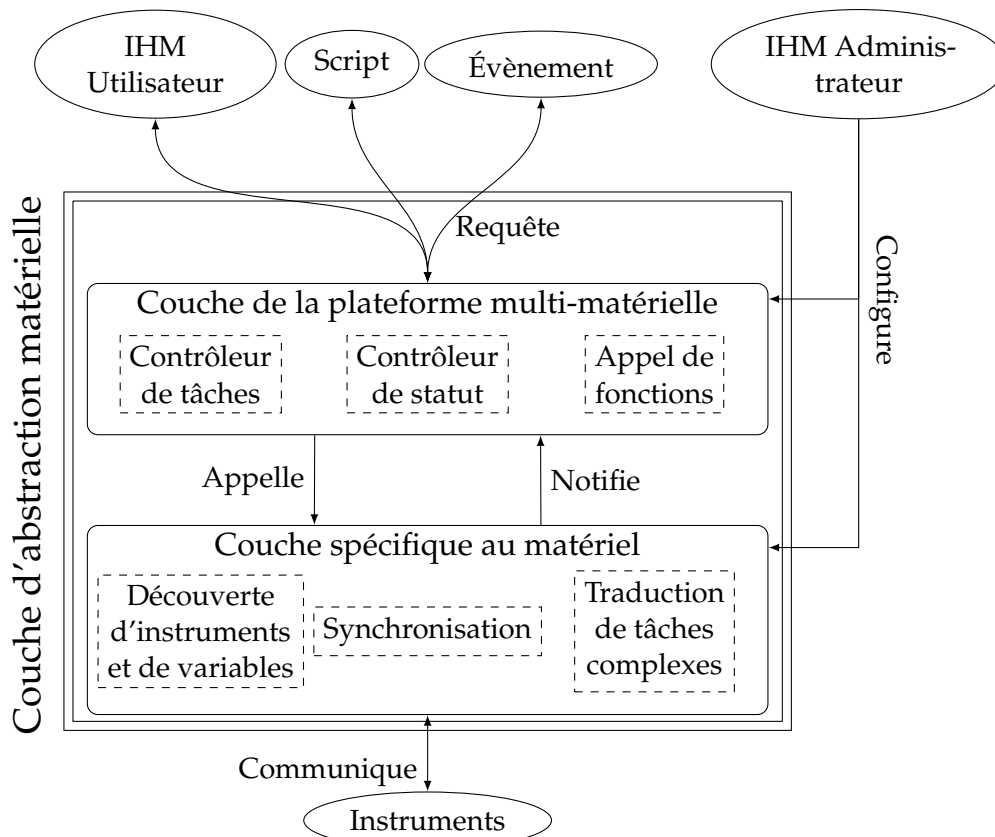 IHM
Utilisateur
Script
Évènement
IHM Adminis-
trateur
Couche d'abstraction matérielle
Requête
Configure
Couche de la plateforme multi-matérielle
Contrôleur
de tâches
Contrôleur
de statut
Appel de
fonctions
Appelle
Notifie
Couche spécifique au matériel
Découverte
d'instruments
et de variables
Synchronisation
Traduction
de tâches
complexes
Communique
Instruments